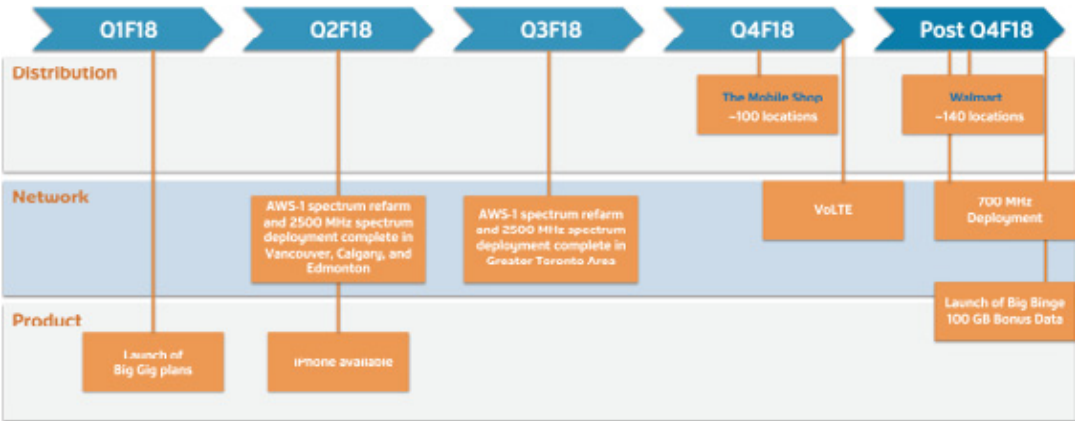 Q1F18
Q2F18
Q3F18
Q4F18
Post Q4F18
Distribution
The Mobile Shop
~100 locations
Walmart
~140 locations
Network
AWS-1 spectrum refarm
and 2500 MHz spectrum
deployment complete in
Vancouver, Calgary, and
Edmonton
AWS-1 spectrum refarm
and 2500 MHz spectrum
deployment complete in
Greater Toronto Area
VoLTE
700 MHz
Deployment
Product
Launch of
Big Gig plans
iPhone available
Launch of Big Binge
100 GB Bonus Data